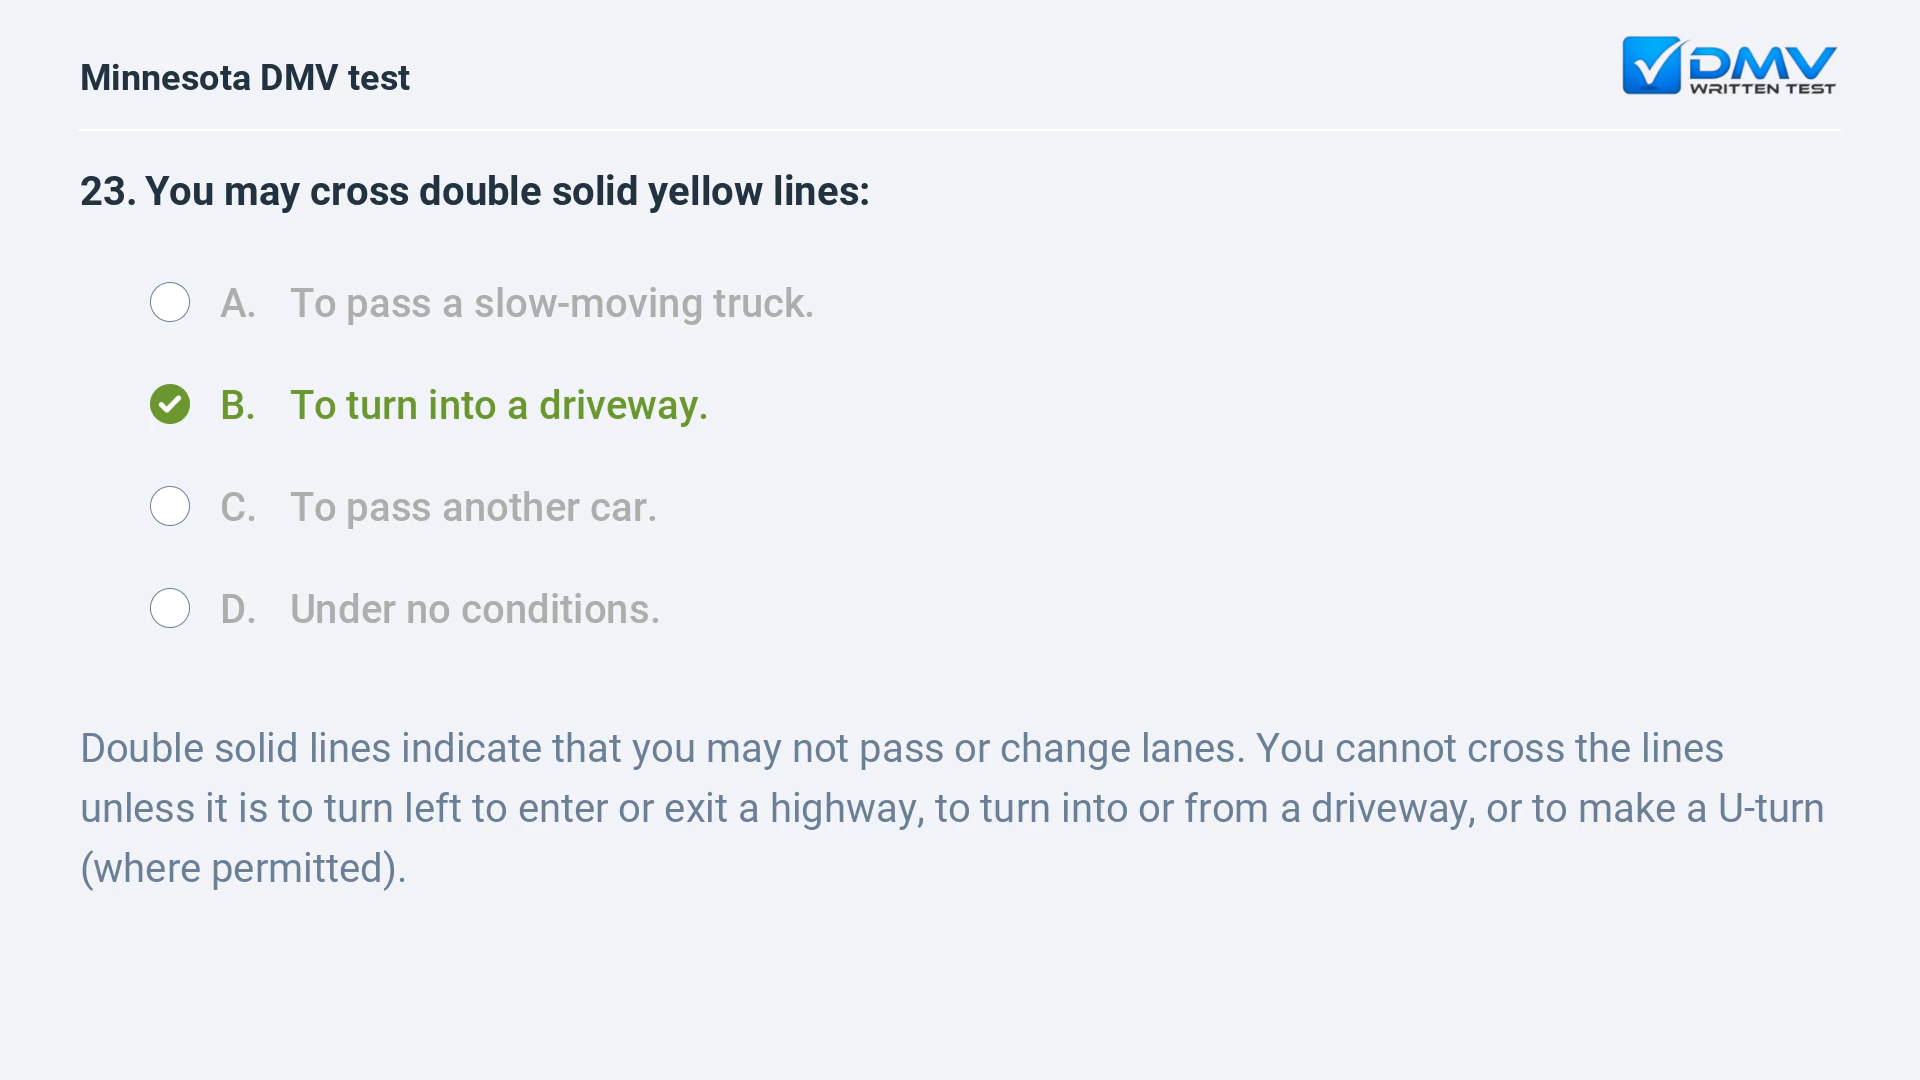 Minnesota DMV test
DMV
WRITTEN TEST
23. You may cross double solid yellow lines:
A. To pass a slow-moving truck.
B. To turn into a driveway.
C. To pass another car.
D. Under no conditions.
Double solid lines indicate that you may not pass or change lanes. You cannot cross the lines
unless it is to turn left to enter or exit a highway, to turn into or from a driveway, or to make a U-turn
(where permitted).